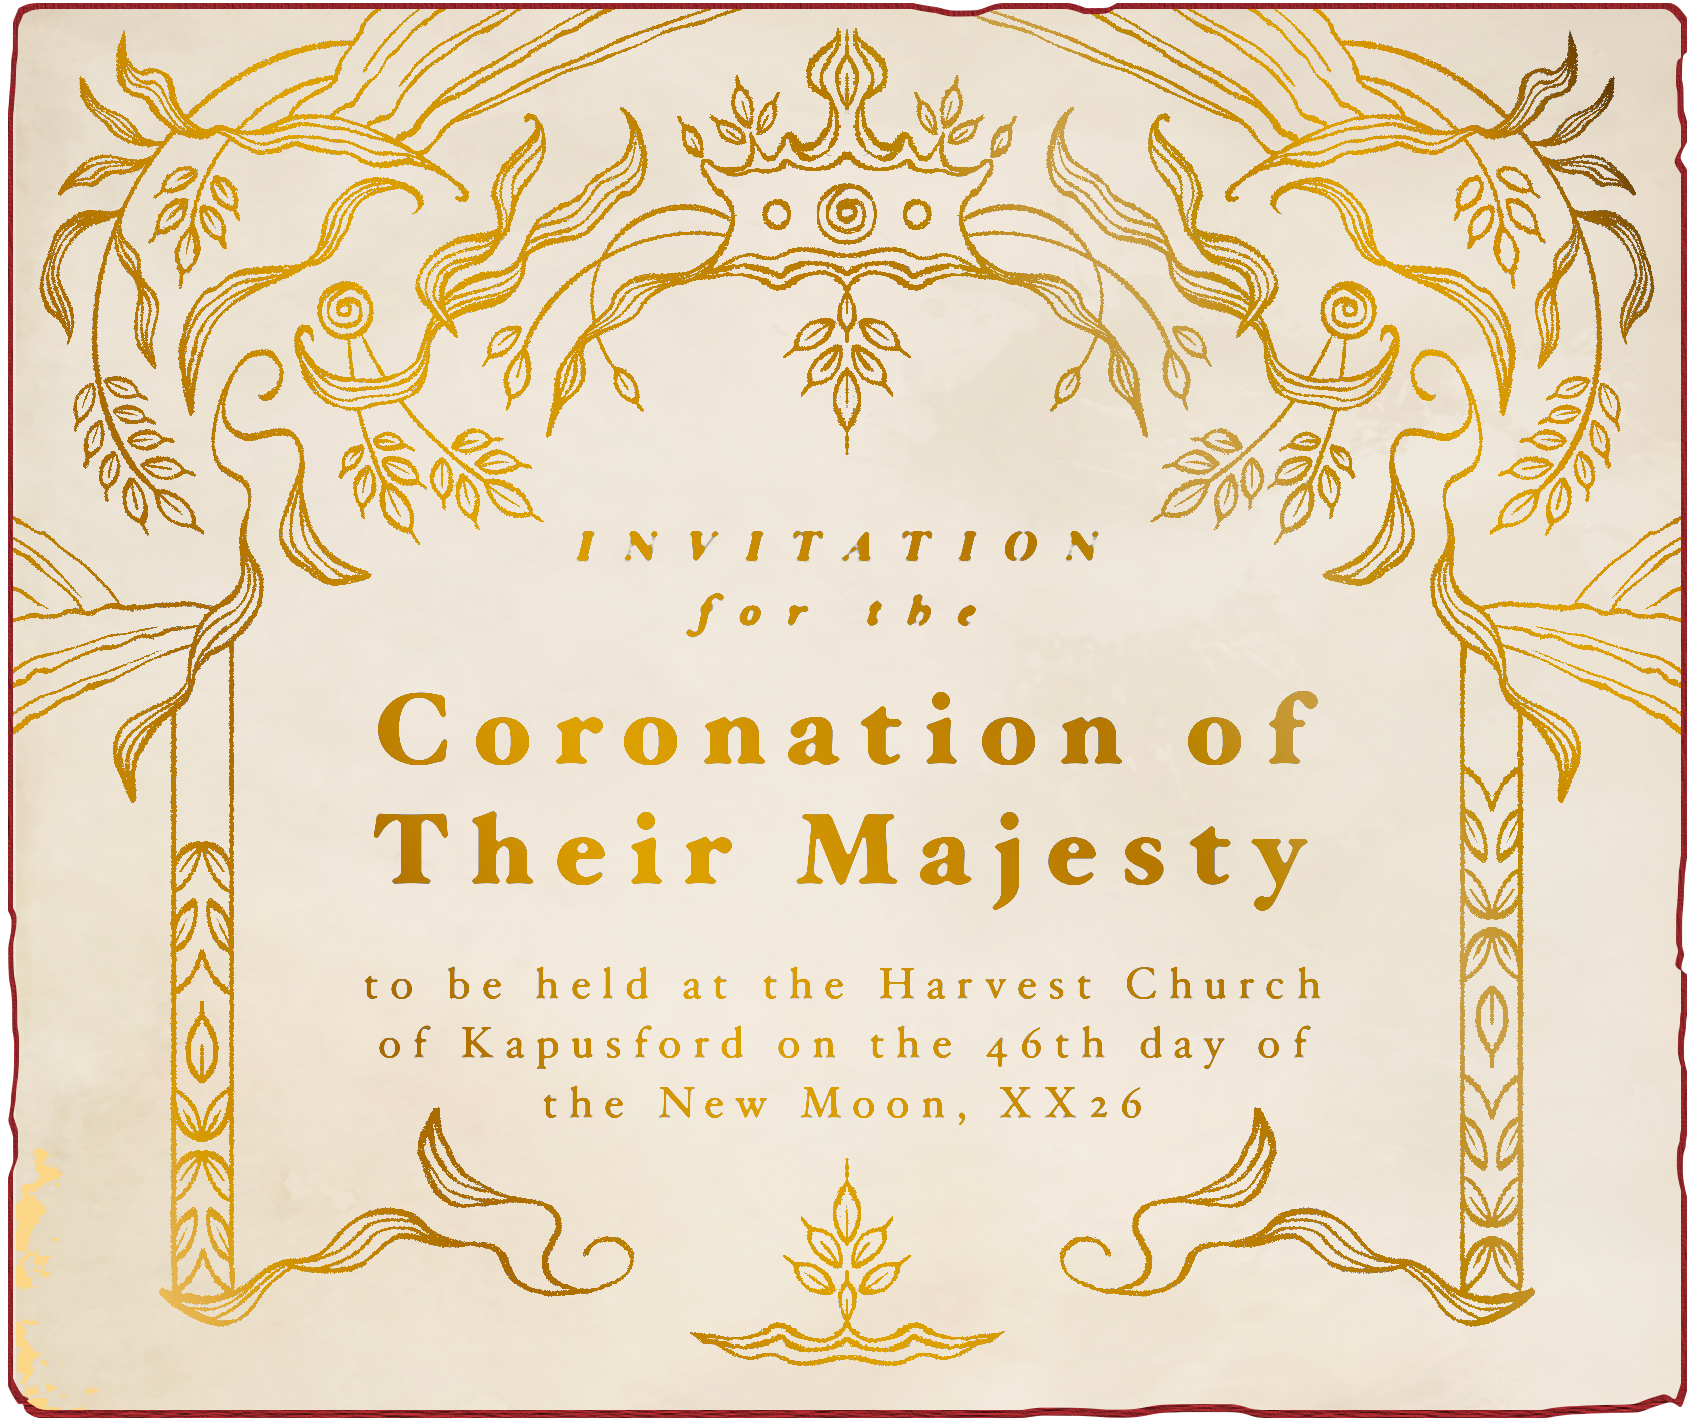 INVITATION
for the
Coronation of
Their Majesty
to be held at the Harvest Church
of Kapusford on the 46th day of
the New Moon, XX26